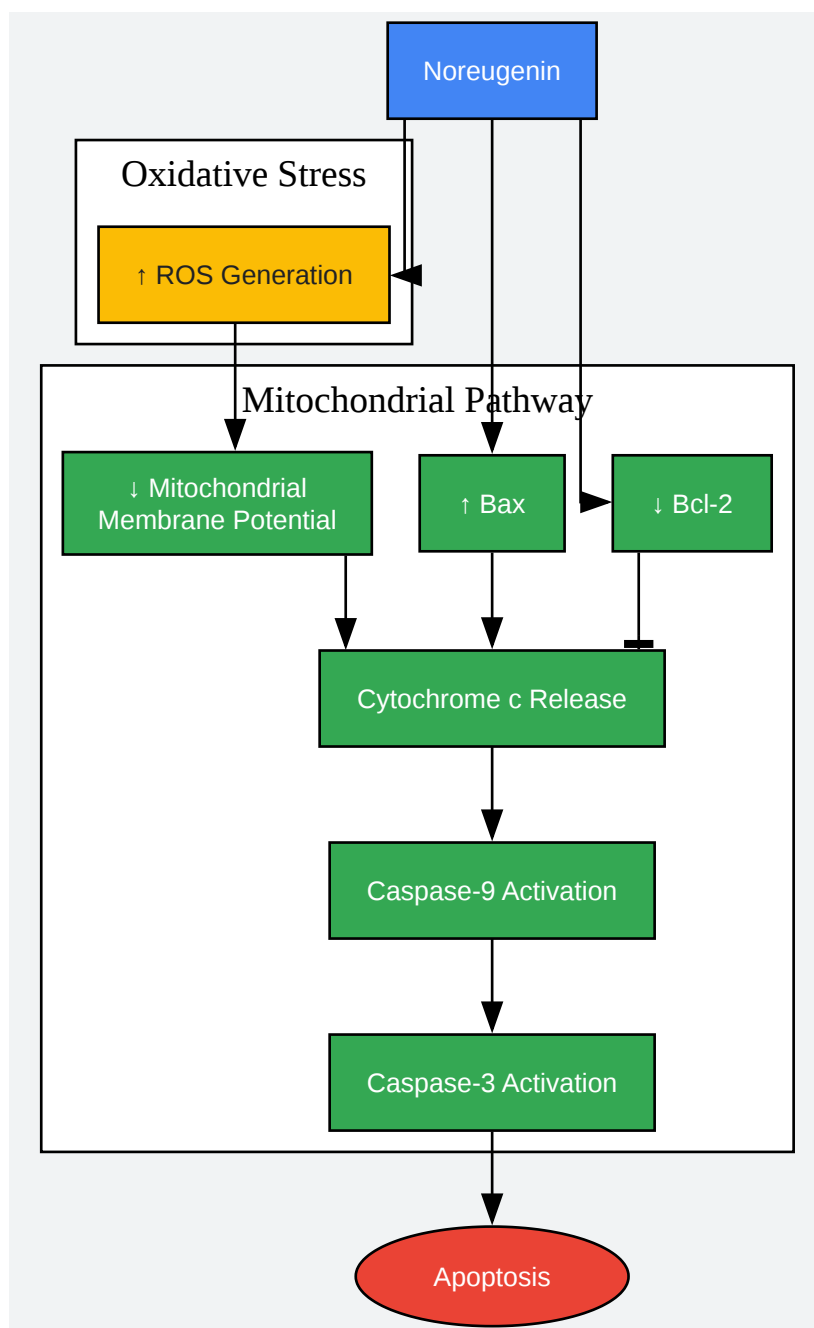 Noreugenin
Oxidative Stress
↑ ROS Generation
Mitochondrial Pathway
↓ Mitochondrial
Membrane Potential
↑ Bax
↓ Bcl-2
Cytochrome c Release
Caspase-9 Activation
Caspase-3 Activation
Apoptosis